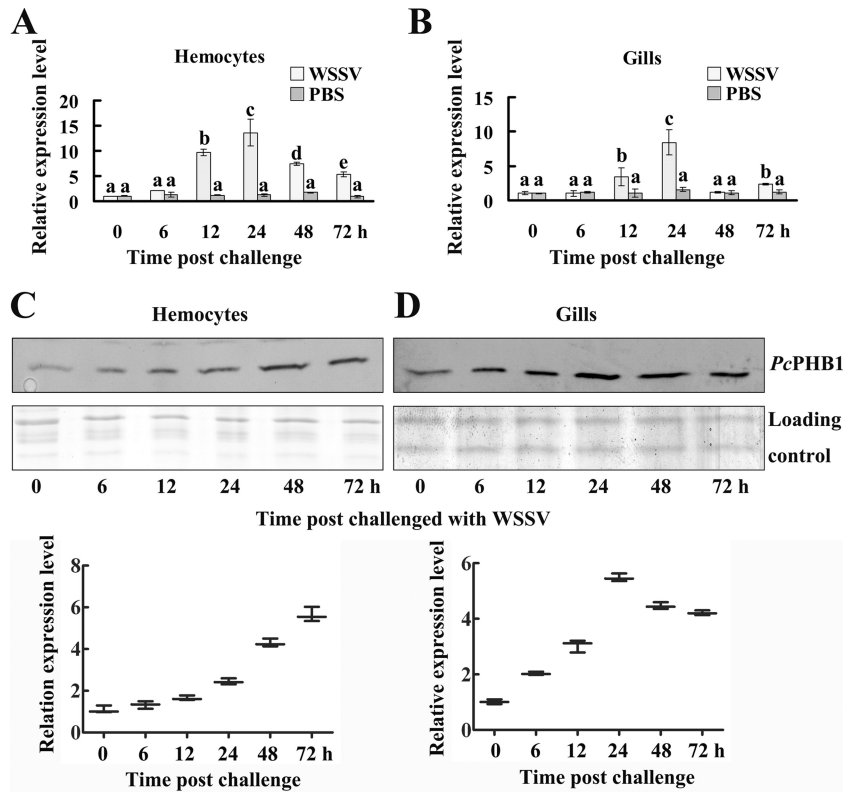 A
Hemocytes
Relative expression level
WSSV
PBS
20
15
10
5
0
a a a a b a c a d a e a
0 6 12 24 48 72 h
Time post challenge
B
Gills
Relative expression level
WSSV
PBS
15
10
5
0
a a a a b a c a a a b a
0 6 12 24 48 72 h
Time post challenge
C
Hemocytes
D
Gills
PcPHB1
Loading
control
0 6 12 24 48 72 h
0 6 12 24 48 72 h
Time post challenged with WSSV
Relation expression level
8
6
4
2
0
0 6 12 24 48 72 h
Time post challenge
Relative expression level
6
4
2
0
0 6 12 24 48 72 h
Time post challenge